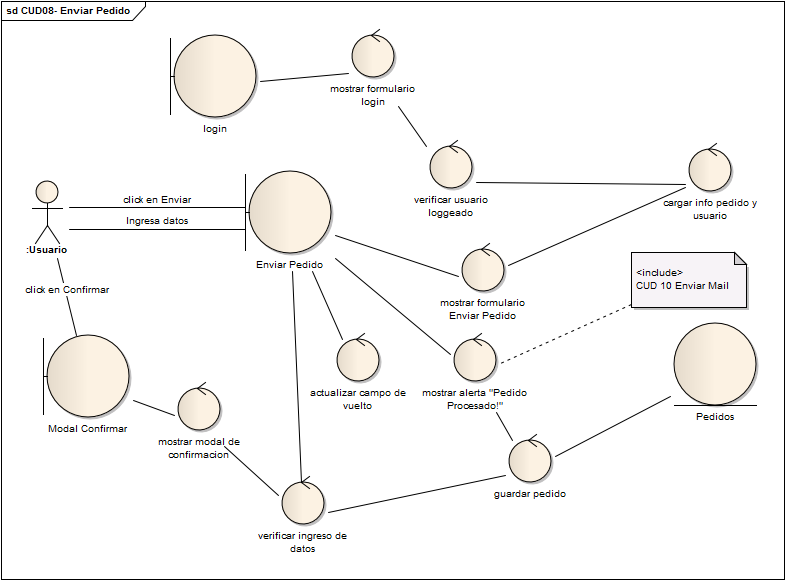 sd CUD08- Enviar Pedido
mostrar formulario
login
login
verificar usuario
loggeado
cargar info pedido y
usuario
click en Enviar
Ingresa datos
:Usuario
Enviar Pedido
<include>
CUD 10 Enviar Mail
click en Confirmar
mostrar formulario
Enviar Pedido
actualizar campo de
vuelto
mostrar alerta "Pedido
Procesado!"
Pedidos
Modal Confirmar
mostrar modal de
confirmacion
guardar pedido
verificar ingreso de
datos